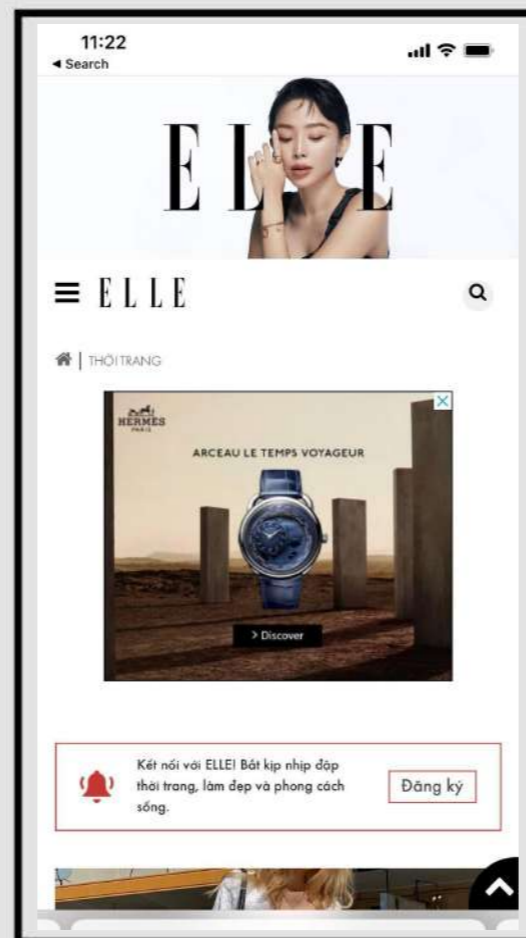 11:22
◄ Search
ELLE
ELLE
THỜI TRANG
HERMÈS
PARIS
ARCEAU LE TEMPS VOYAGEUR
> Discover
Kết nối với ELLE! Bắt kịp nhịp đập
thời trang, làm đẹp và phong cách
sống.
Đăng ký